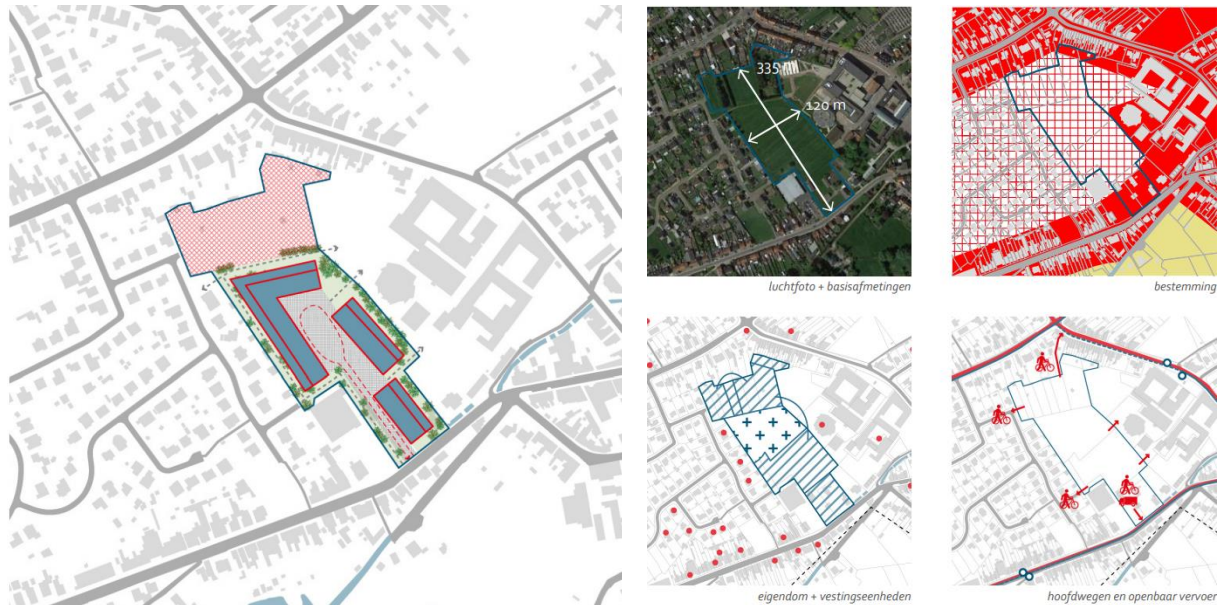 335 m
120 m
luchtfoto + basisafmetingen
bestemming
eigendom + vestingseenheden
hoofdwegen en openbaar vervoer